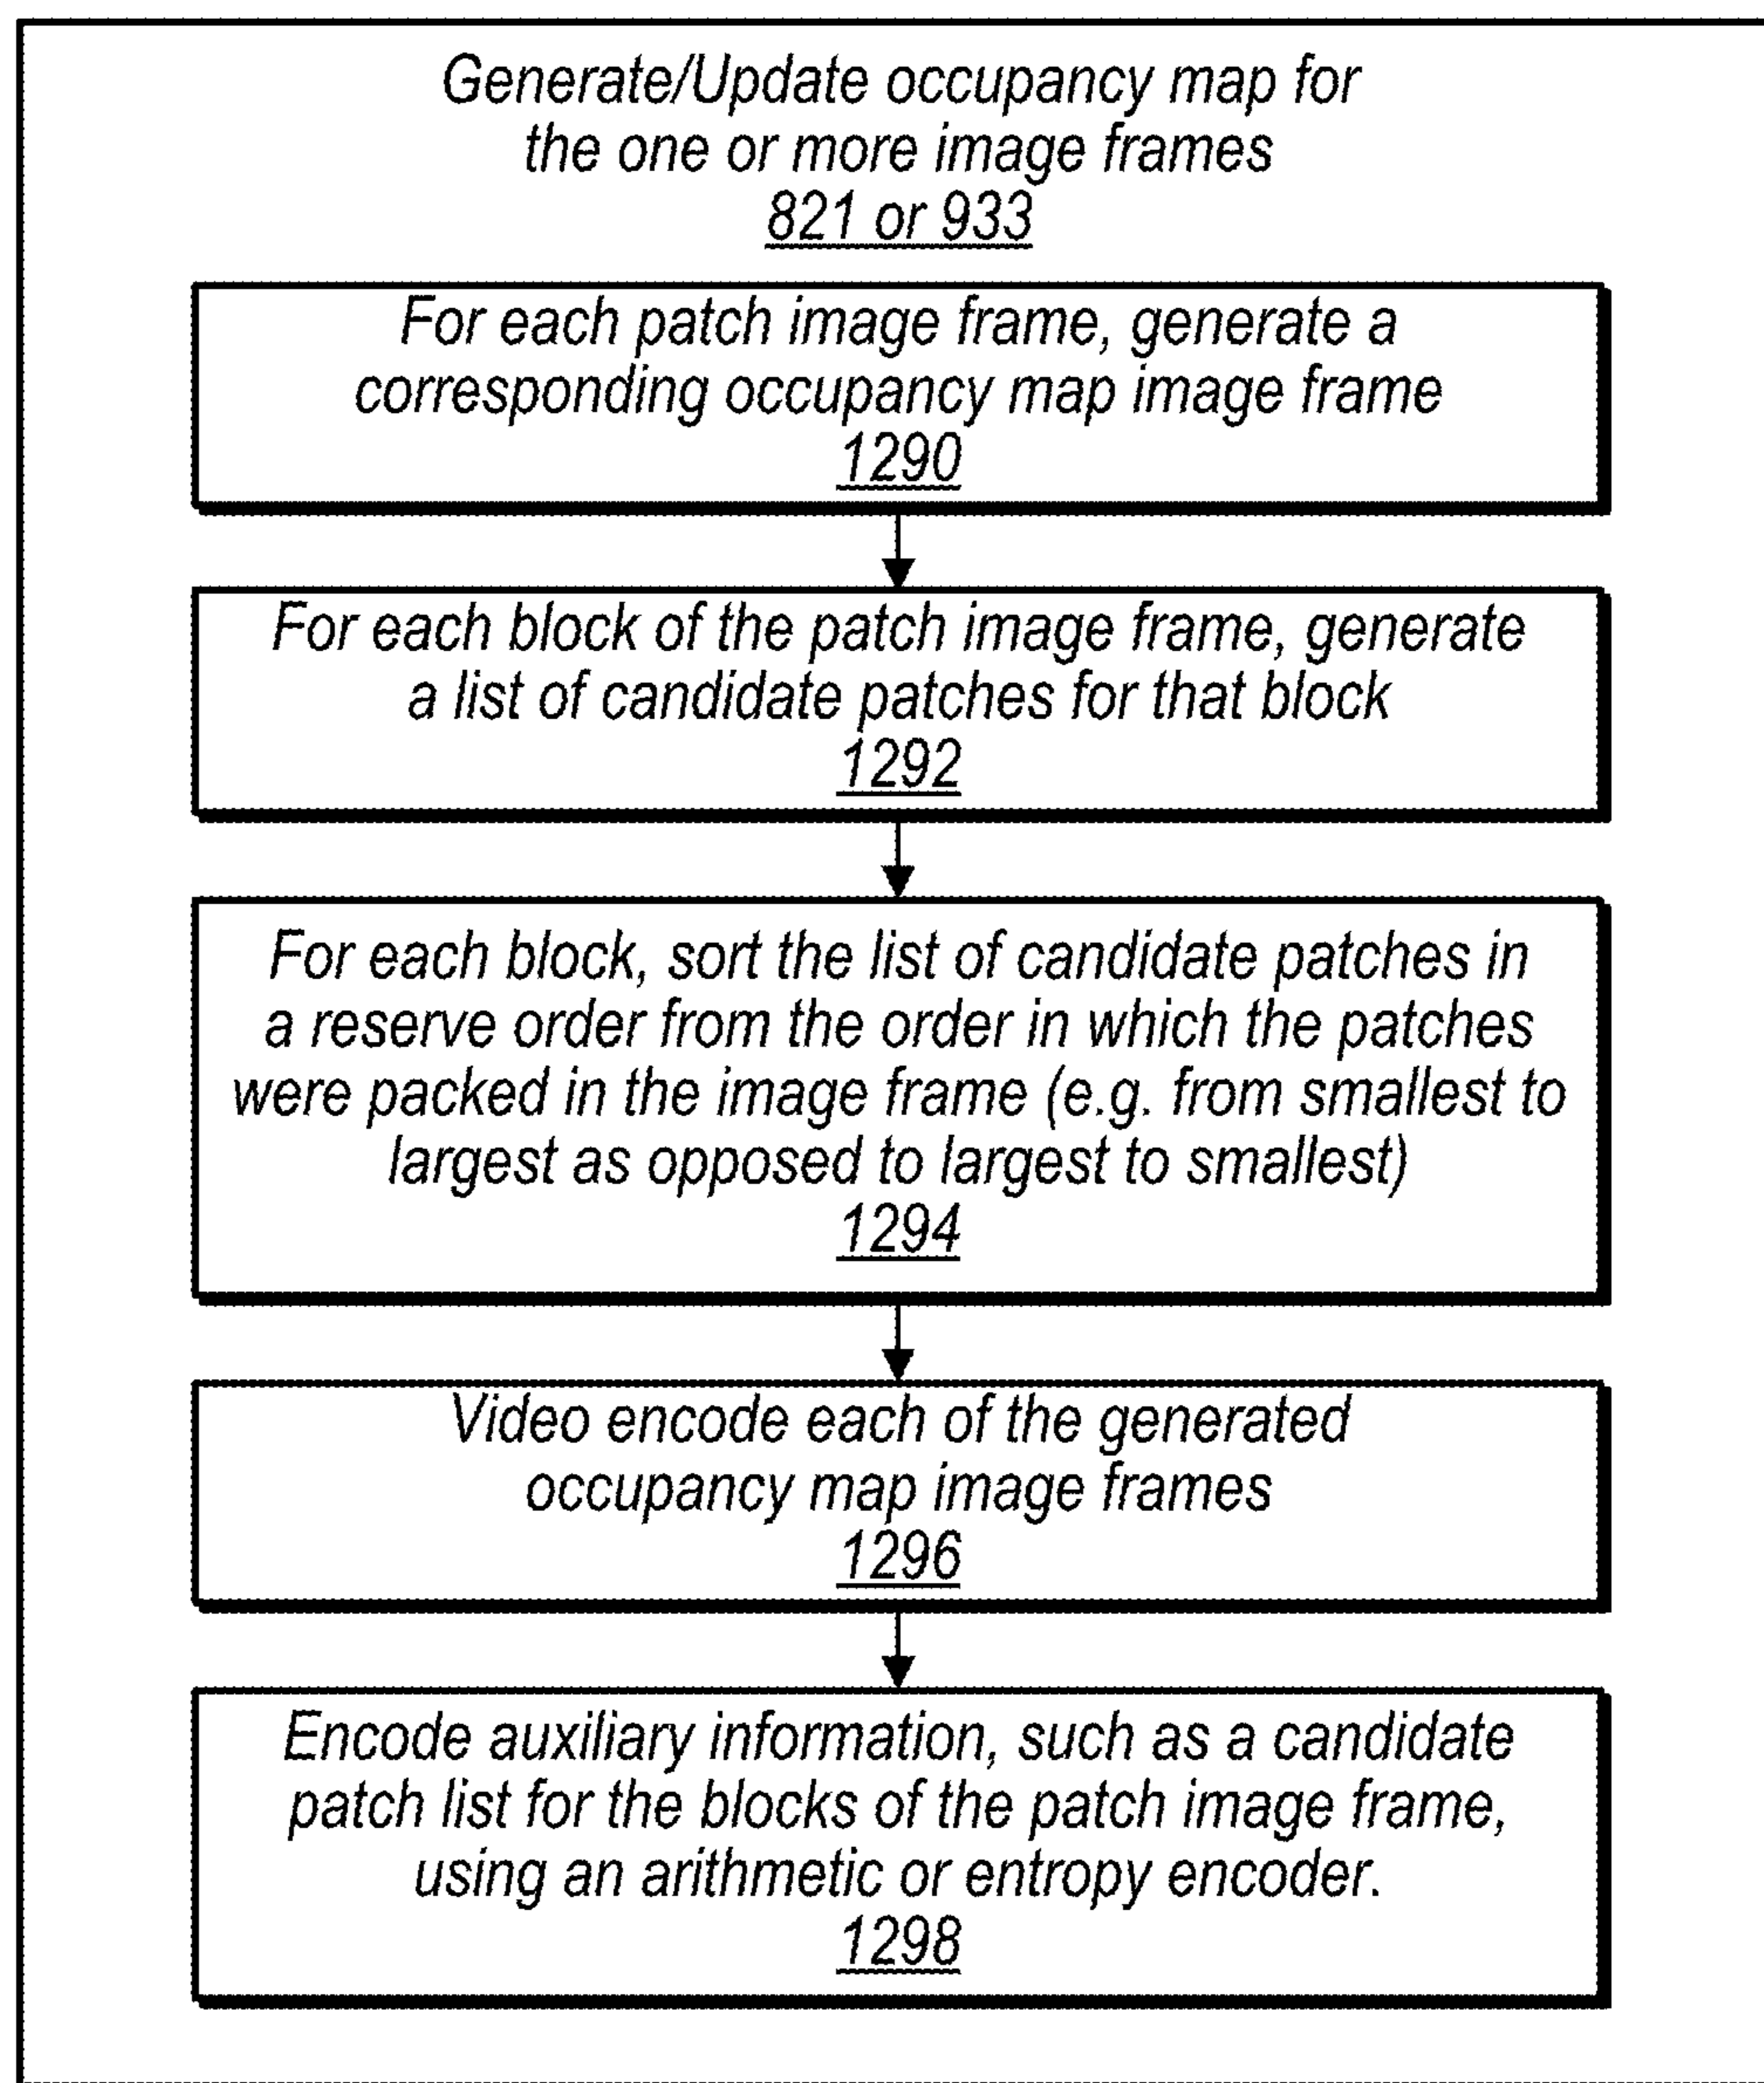 Generate/Update occupancy map for
the one or more image frames
821 or 933
For each patch image frame, generate a
corresponding occupancy map image frame
1290
For each block of the patch image frame, generate
a list of candidate patches for that block
1292
For each block, sort the list of candidate patches in
a reserve order from the order in which the patches
were packed in the image frame (e.g. from smallest to
largest as opposed to largest to smallest)
1294
Video encode each of the generated
occupancy map image frames
1296
Encode auxiliary information, such as a candidate
patch list for the blocks of the patch image frame,
using an arithmetic or entropy encoder.
1298